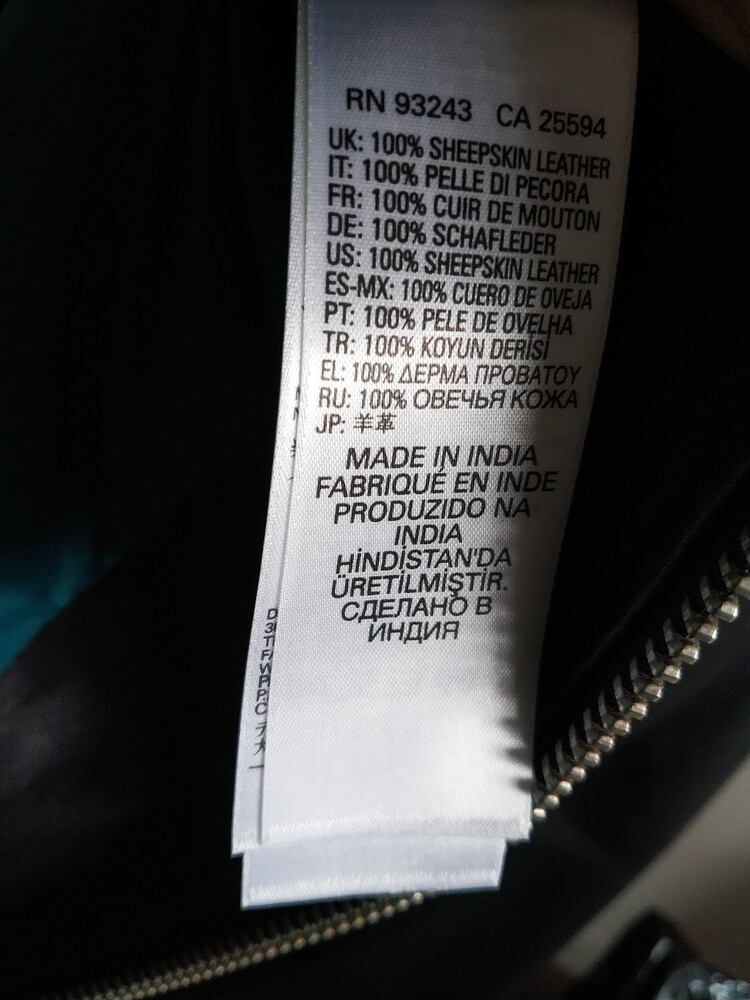 RN 93243 CA 25594
UK: 100% SHEEPSKIN LEATHER
IT: 100% PELLE DI PECORA
FR: 100% CUIR DE MOUTON
DE: 100% SCHAFLEDER
US: 100% SHEEPSKIN LEATHER
ES-MX: 100% CUERO DE OVEJA
PT: 100% PELE DE OVELHA
TR: 100% KOYUN DERİSİ
EL: 100% ΔΕΡΜΑ ΠΡΟΒΑΤΟΥ
RU: 100% ОВЕЧЬЯ КОЖА
JP: 羊革
MADE IN INDIA
FABRIQUÉ EN INDE
PRODUZIDO NA
INDIA
HİNDİSTAN'DA
ÜRETİLMİŞTİR.
СДЕЛАНО В
ИНДИЯ